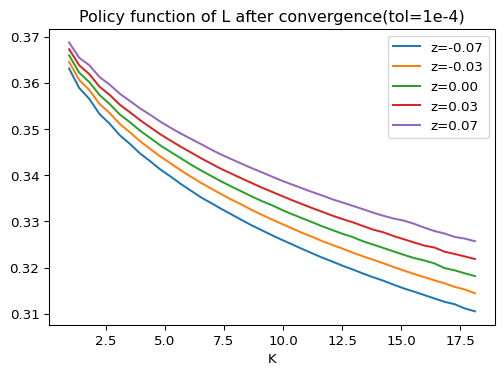 Policy function of L after convergence(tol=1e-4)
0.37
0.36
0.35
0.34
0.33
0.32
0.31
z=-0.07
z=-0.03
z=0.00
z=0.03
z=0.07
2.5 5.0 7.5 10.0 12.5 15.0 17.5
K